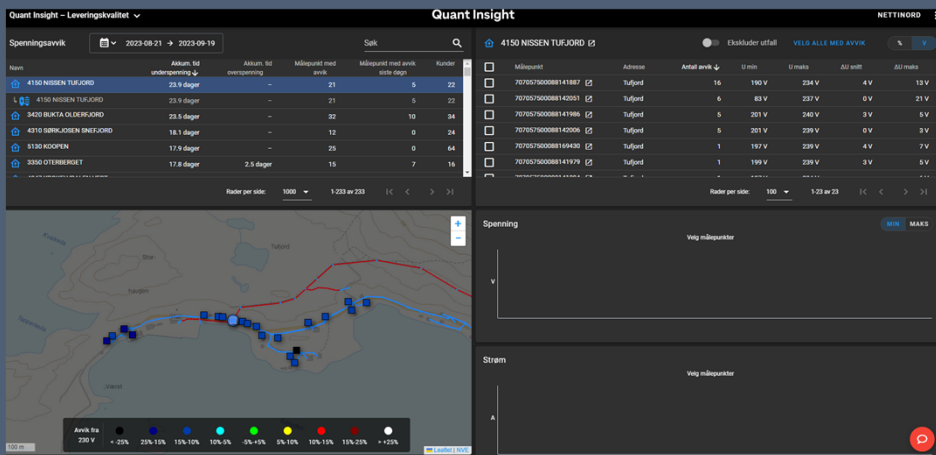 Quant Insight – Leveringskvalitet
Quant Insight
NETTINORD
Spenningsavvik
2023-08-21 → 2023-09-19
Søk
Navn
Akkum. tid underspenning
Akkum. tid overspenning
Målepunkt med avvik
Målepunkt med avvik siste døgn
Kunder
4150 NISSEN TUFJORD 23.9 dager – 21 5 22
4150 NISSEN TUFJORD 23.9 dager – 21 5 22
3420 BUKTA OLDERFJORD 23.5 dager – 32 10 34
4310 SØRKJOSEN SNEFJORD 18.1 dager – 12 0 24
5130 KOOPEN 17.9 dager – 25 0 64
3350 OTERBERGET 17.8 dager 2.5 dager 15 7 16
Rader per side: 1000 1-233 av 233
4150 NISSEN TUFJORD
Ekskluder utfall
VELG ALLE MED AVVIK
% V
Målepunkt Adresse Antall avvik U min U maks ΔU snitt ΔU maks
707057500088141887 Tufjord 16 190 V 234 V 4 V 13 V
707057500088142051 Tufjord 6 83 V 237 V 0 V 21 V
707057500088141986 Tufjord 5 201 V 240 V 3 V 5 V
707057500088142006 Tufjord 5 201 V 239 V 0 V 3 V
707057500088169430 Tufjord 1 197 V 239 V 4 V 7 V
707057500088141979 Tufjord 1 199 V 239 V 3 V 5 V
Rader per side: 100 1-23 av 23
+
−
Tufjord
100 m
Avvik fra 230 V
< -25% 25%-15% 15%-10% 10%-5% -5%-+5% 5%-10% 10%-15% 15%-25% > +25%
Leaflet | NVE
Spenning
MIN MAKS
Velg målepunkter
V
Strøm
Velg målepunkter
A